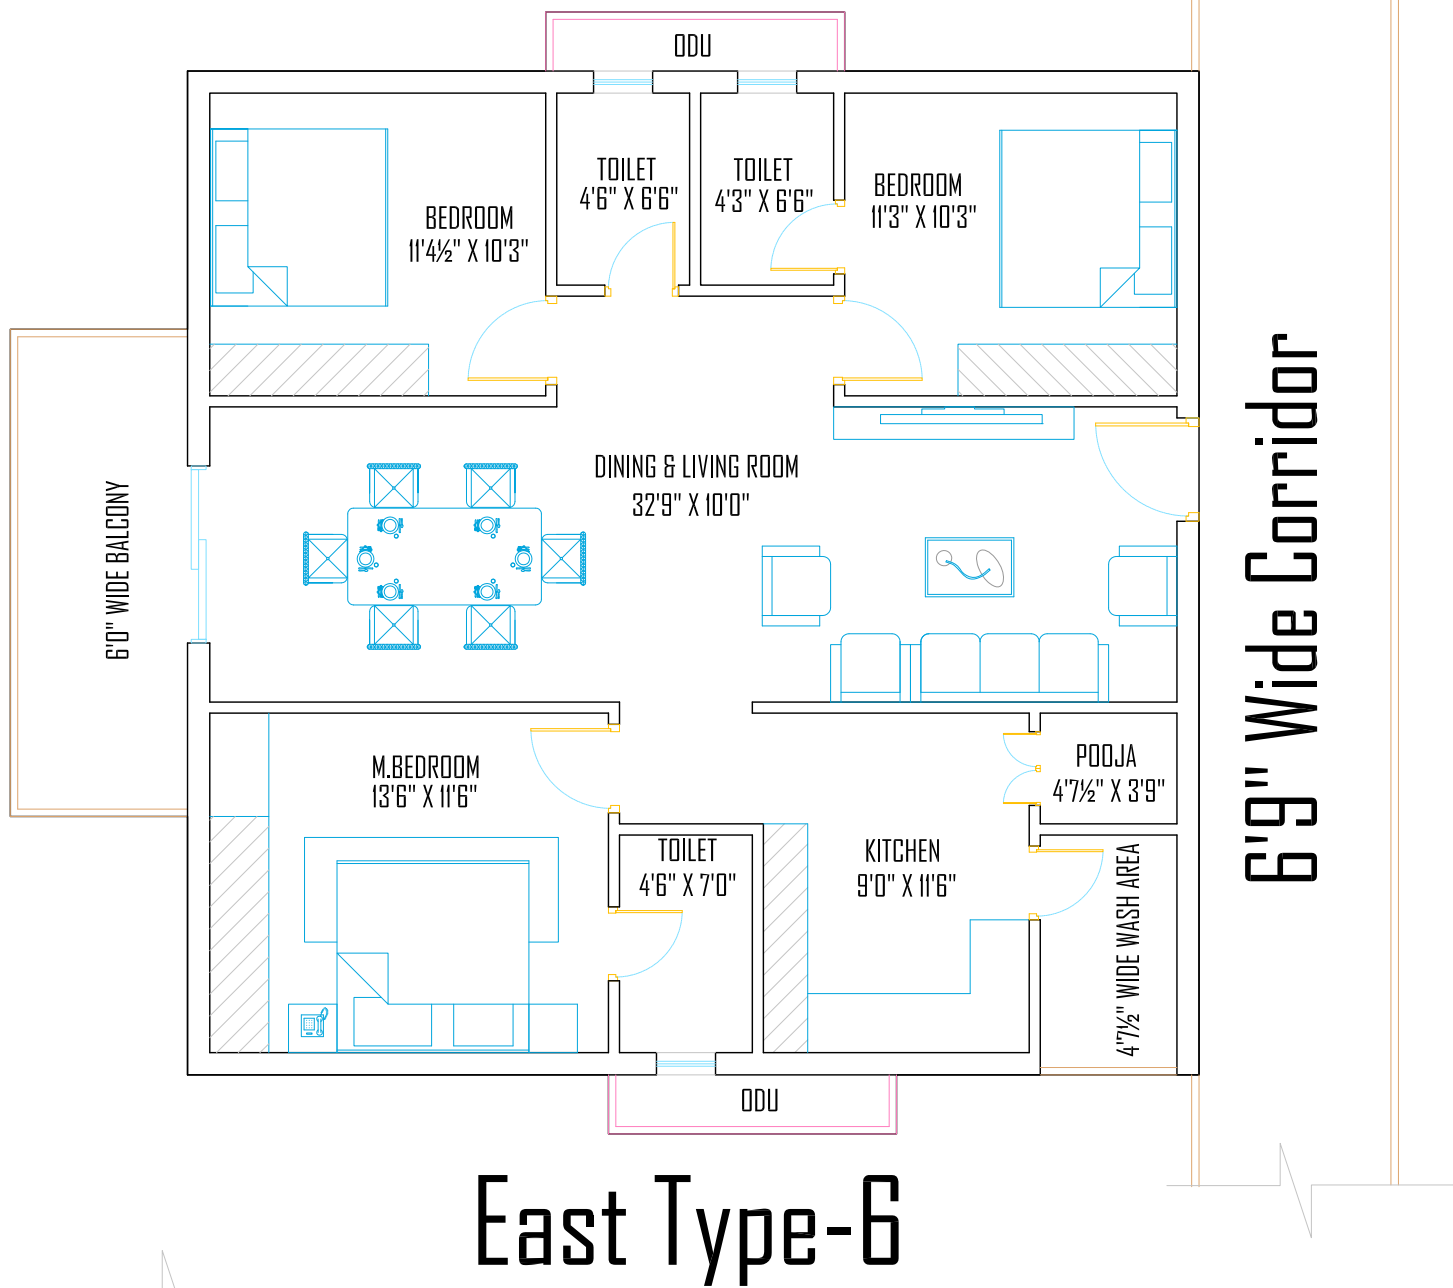 ODU
TOILET
4'6" X 6'6"
TOILET
4'3" X 6'6"
BEDROOM
11'3" X 10'3"
BEDROOM
11'4½" X 10'3"
DINING & LIVING ROOM
32'9" X 10'0"
6'0" WIDE BALCONY
6'9" Wide Corridor
M.BEDROOM
13'6" X 11'6"
POOJA
4'7½" X 3'9"
TOILET
4'6" X 7'0"
KITCHEN
9'0" X 11'6"
4'7½" WIDE WASH AREA
ODU
East Type-6